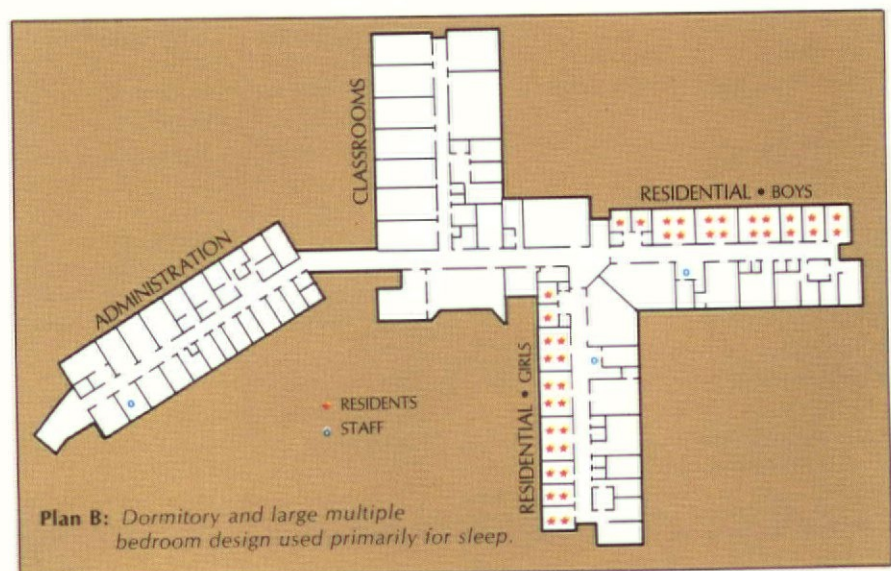 CLASSROOMS
RESIDENTIAL • BOYS
ADMINISTRATION
RESIDENTIAL • GIRLS
RESIDENTS
STAFF
Plan B: Dormitory and large multiple
bedroom design used primarily for sleep.